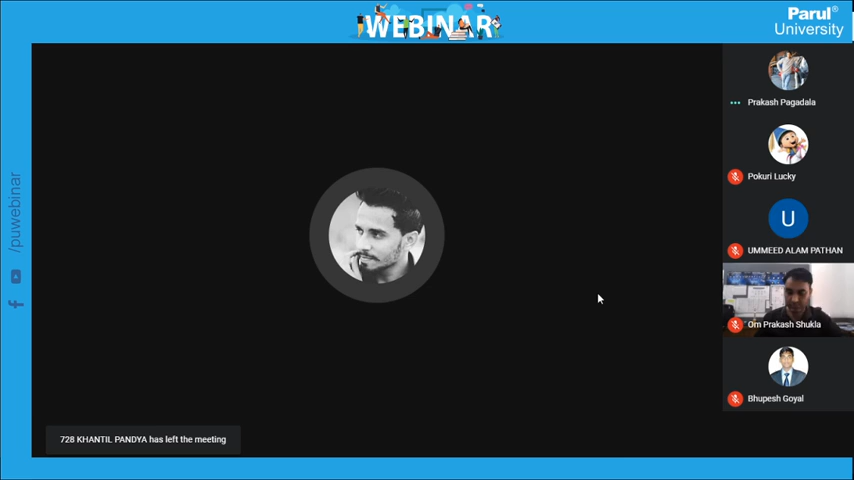 WEBINAR
Parul®
University
/puwebinar
Prakash Pagadala
Pokuri Lucky
U
UMMEED ALAM PATHAN
Om Prakash Shukla
Bhupesh Goyal
728 KHANTIL PANDYA has left the meeting